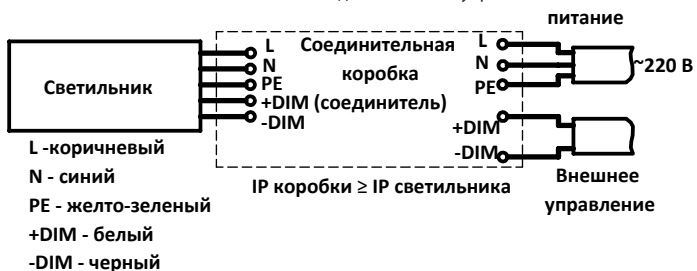 питание
L
Соединительная
L
N
коробка
N
~220 В
Светильник
PE
PE
+DIM (соединитель)
-DIM
+DIM
-DIM
L -коричневый
N - синий
IP коробки ≥ IP светильника
Внешнее
управление
PE - желто-зеленый
+DIM - белый
-DIM - черный